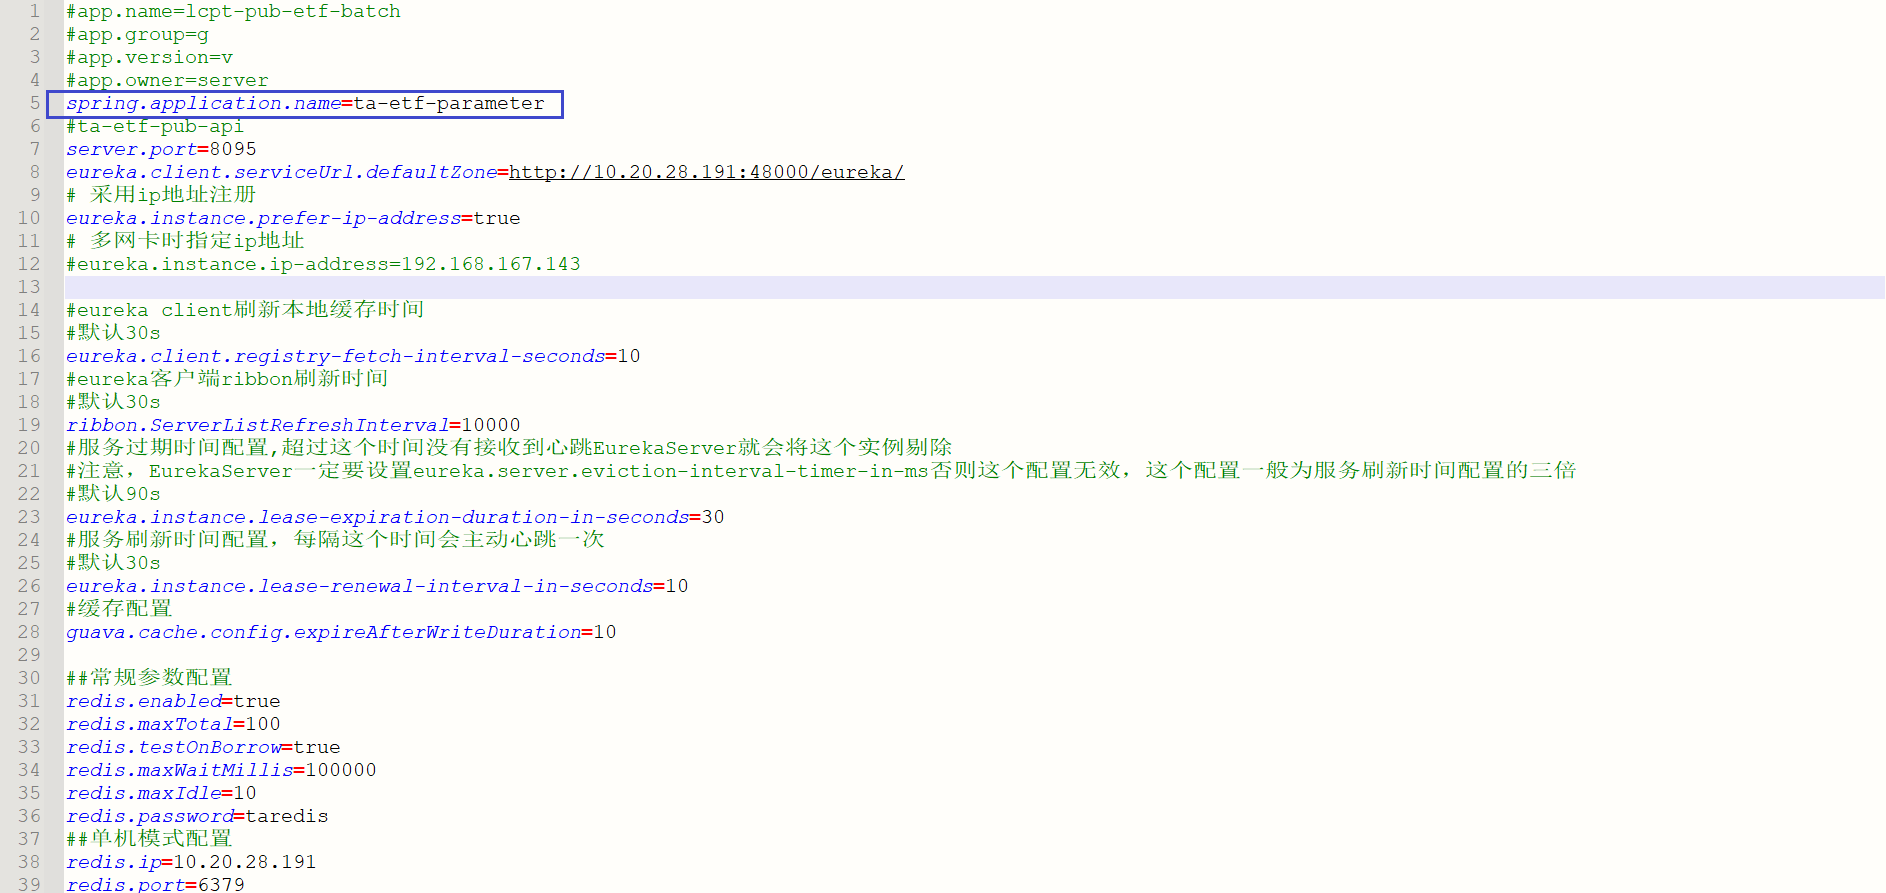 1 #app.name=lcpt-pub-etf-batch
2 #app.group=g
3 #app.version=v
4 #app.owner=server
5 spring.application.name=ta-etf-parameter
6 #ta-etf-pub-api
7 server.port=8095
8 eureka.client.serviceUrl.defaultZone=http://10.20.28.191:48000/eureka/
9 # 采用ip地址注册
10 eureka.instance.prefer-ip-address=true
11 # 多网卡时指定ip地址
12 #eureka.instance.ip-address=192.168.167.143
13
14 #eureka client刷新本地缓存时间
15 #默认30s
16 eureka.client.registry-fetch-interval-seconds=10
17 #eureka客户端ribbon刷新时间
18 #默认30s
19 ribbon.ServerListRefreshInterval=10000
20 #服务过期时间配置,超过这个时间没有接收到心跳EurekaServer就会将这个实例剔除
21 #注意，EurekaServer一定要设置eureka.server.eviction-interval-timer-in-ms否则这个配置无效，这个配置一般为服务刷新时间配置的三倍
22 #默认90s
23 eureka.instance.lease-expiration-duration-in-seconds=30
24 #服务刷新时间配置，每隔这个时间会主动心跳一次
25 #默认30s
26 eureka.instance.lease-renewal-interval-in-seconds=10
27 #缓存配置
28 guava.cache.config.expireAfterWriteDuration=10
29
30 ##常规参数配置
31 redis.enabled=true
32 redis.maxTotal=100
33 redis.testOnBorrow=true
34 redis.maxWaitMillis=100000
35 redis.maxIdle=10
36 redis.password=taredis
37 ##单机模式配置
38 redis.ip=10.20.28.191
39 redis.port=6379